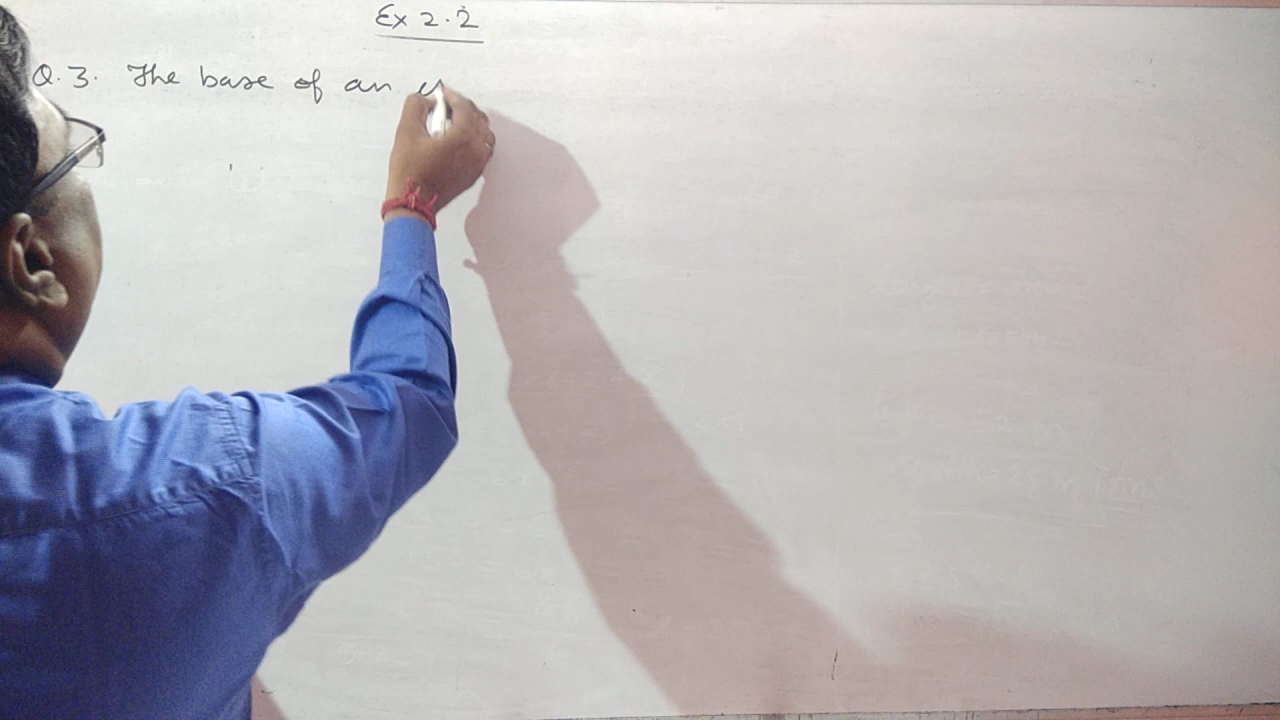 Ex 2.2
Q.3. The base of an